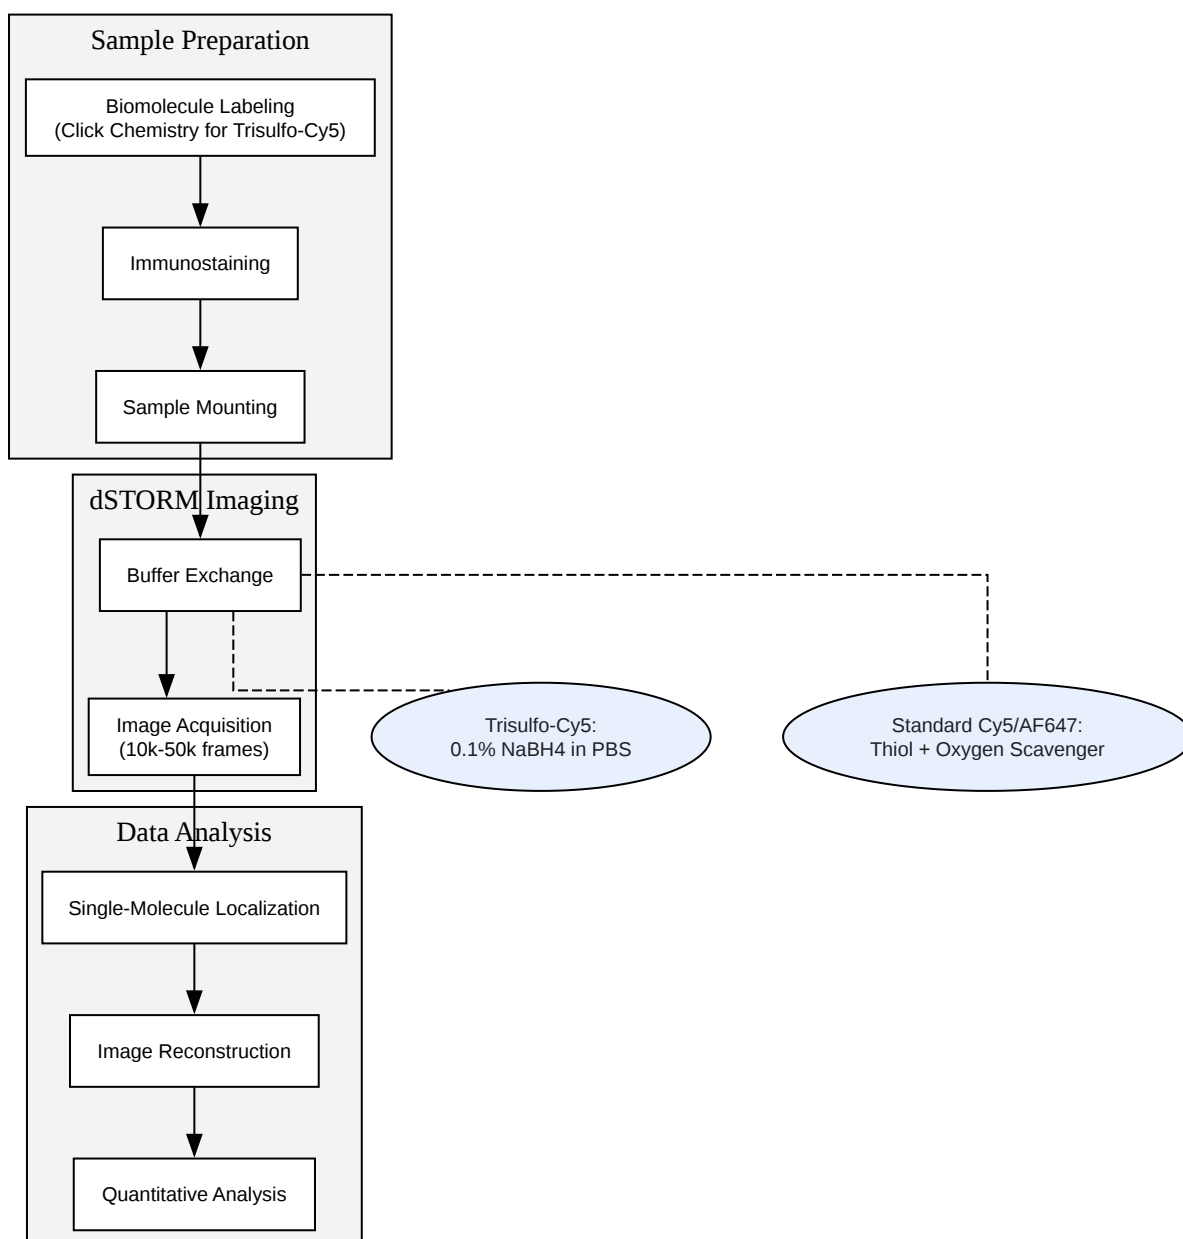 Sample Preparation
Biomolecule Labeling
(Click Chemistry for Trisulfo-Cy5)
Immunostaining
Sample Mounting
dSTORM Imaging
Buffer Exchange
Image Acquisition
(10k-50k frames)
Trisulfo-Cy5:
0.1% NaBH4 in PBS
Standard Cy5/AF647:
Thiol + Oxygen Scavenger
Data Analysis
Single-Molecule Localization
Image Reconstruction
Quantitative Analysis